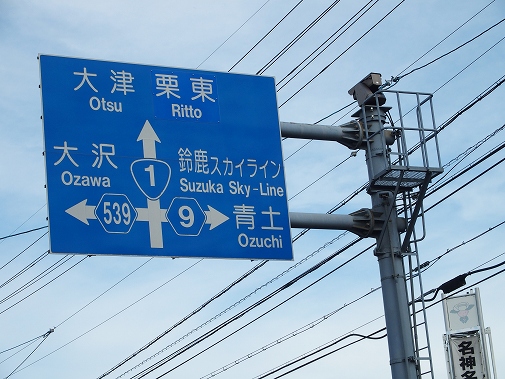 大津 栗東
Otsu Ritto
大沢 鈴鹿スカイライン
Ozawa Suzuka Sky-Line
1
539 9 青土
Ozuchi
名神